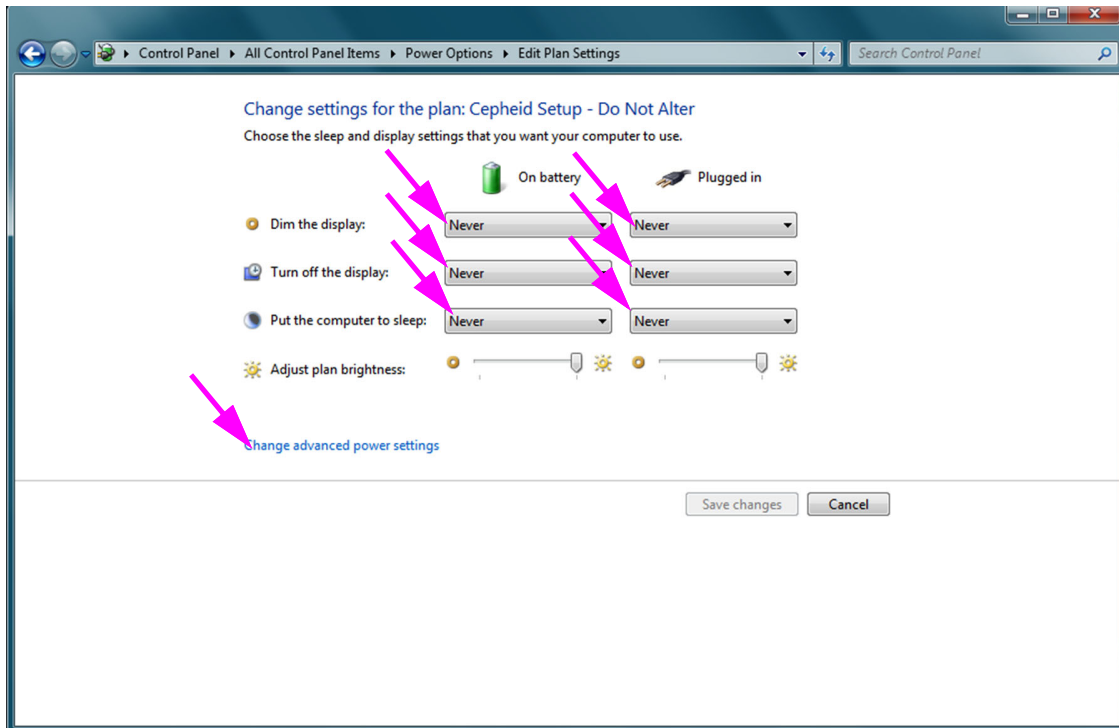 Control Panel ▸ All Control Panel Items ▸ Power Options ▸ Edit Plan Settings
Search Control Panel
Change settings for the plan: Cepheid Setup - Do Not Alter
Choose the sleep and display settings that you want your computer to use.
On battery Plugged in
Dim the display: Never Never
Turn off the display: Never Never
Put the computer to sleep: Never Never
Adjust plan brightness:
Change advanced power settings
Save changes Cancel